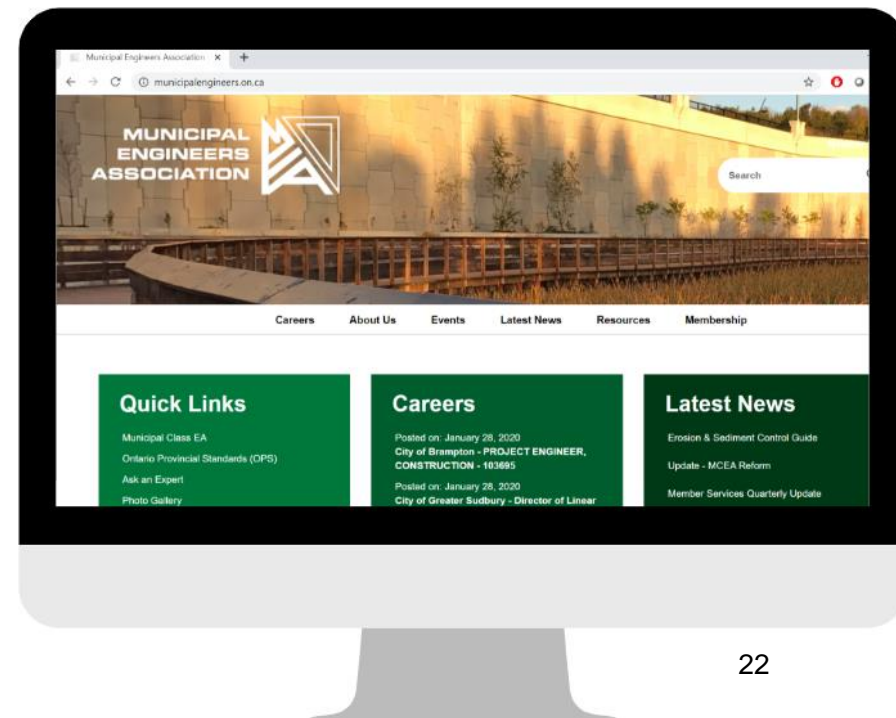 Municipal Engineers Association
municipalengineers.on.ca
MUNICIPAL
ENGINEERS
ASSOCIATION
Search
Careers About Us Events Latest News Resources Membership
Quick Links
Municipal Class EA
Ontario Provincial Standards (OPS)
Ask an Expert
Photo Gallery
Careers
Posted on: January 28, 2020
City of Brampton - PROJECT ENGINEER,
CONSTRUCTION - 103695
Posted on: January 28, 2020
City of Greater Sudbury - Director of Linear
Latest News
Erosion & Sediment Control Guide
Update - MCEA Reform
Member Services Quarterly Update
22